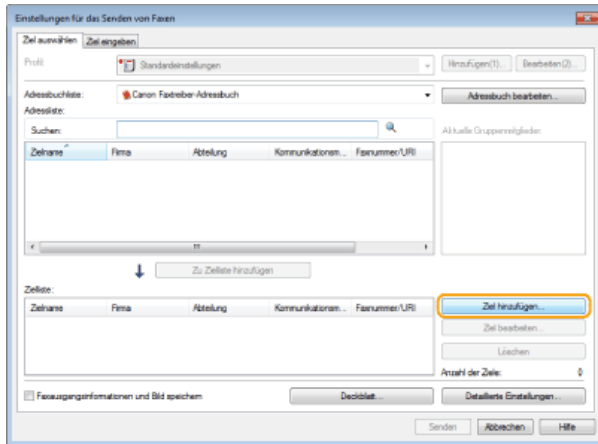 Einstellungen für das Senden von Faxen
Ziel auswählen Ziel eingeben
Profil: Standardeinstellungen Hinzufügen(1)... Bearbeiten(2)...
Adressbuchliste: Canon Faxtreiber-Adressbuch Adressbuch bearbeiten...
Adressliste:
Suchen: Aktuelle Gruppenmitglieder:
Zielname Firma Abteilung Kommunikationsm... Faxnummer/URI
Zu Zielliste hinzufügen
Zielliste:
Zielname Firma Abteilung Kommunikationsm... Faxnummer/URI
Ziel hinzufügen...
Ziel bearbeiten...
Löschen
Anzahl der Ziele: 0
Faxausgangsinformationen und Bild speichern Deckblatt... Detaillierte Einstellungen...
Senden Abbrechen Hilfe